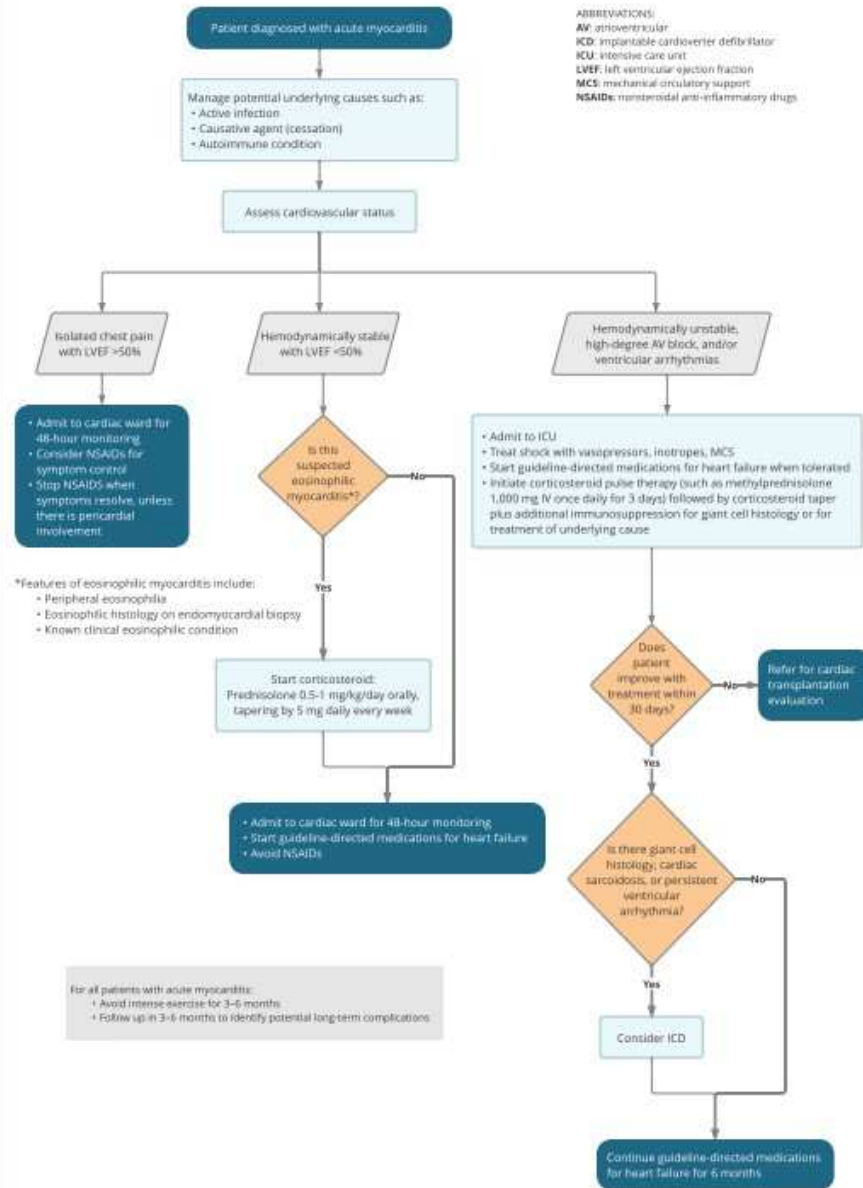 Patient diagnosed with acute myocarditis
ABBREVIATIONS:
AV: atrioventricular
ICD: implantable cardioverter defibrillator
ICU: intensive care unit
LVEF: left ventricular ejection fraction
MCS: mechanical circulatory support
NSAIDs: nonsteroidal anti-inflammatory drugs
Manage potential underlying causes such as:
• Active infection
• Causative agent (cessation)
• Autoimmune condition
Assess cardiovascular status
Isolated chest pain
with LVEF >50%
Hemodynamically stable
with LVEF <50%
Hemodynamically unstable,
high-degree AV block, and/or
ventricular arrhythmias
• Admit to cardiac ward for
48-hour monitoring
• Consider NSAIDs for
symptom control
• Stop NSAIDS when
symptoms resolve, unless
there is pericardial
involvement
Is this
suspected
eosinophilic
myocarditis*?
No
Yes
• Admit to ICU
• Treat shock with vasopressors, inotropes, MCS
• Start guideline-directed medications for heart failure when tolerated
• Initiate corticosteroid pulse therapy (such as methylprednisolone
1,000 mg IV once daily for 3 days) followed by corticosteroid taper
plus additional immunosuppression for giant cell histology or for
treatment of underlying cause
*Features of eosinophilic myocarditis include:
• Peripheral eosinophilia
• Eosinophilic histology on endomyocardial biopsy
• Known clinical eosinophilic condition
Start corticosteroid:
Prednisolone 0.5-1 mg/kg/day orally,
tapering by 5 mg daily every week
Does
patient
improve with
treatment within
30 days?
No
Refer for cardiac
transplantation
evaluation
Yes
• Admit to cardiac ward for 48-hour monitoring
• Start guideline-directed medications for heart failure
• Avoid NSAIDs
Is there giant cell
histology, cardiac
sarcoidosis, or persistent
ventricular
arrhythmia?
No
Yes
For all patients with acute myocarditis:
• Avoid intense exercise for 3–6 months
• Follow up in 3–6 months to identify potential long-term complications
Consider ICD
Continue guideline-directed medications
for heart failure for 6 months